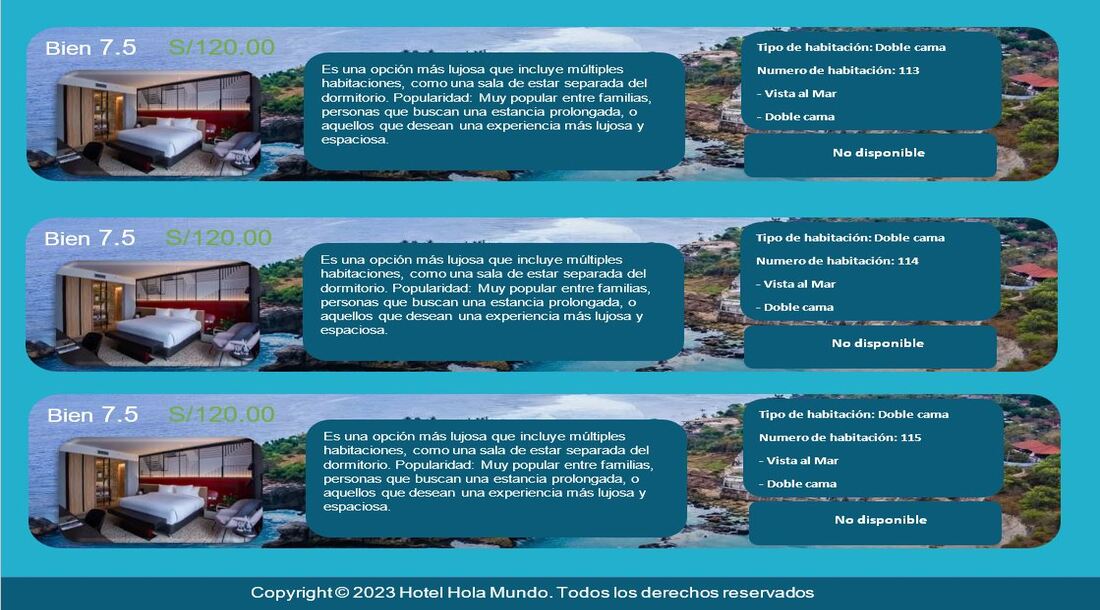 Bien 7.5 S/120.00
Es una opción más lujosa que incluye múltiples
habitaciones, como una sala de estar separada del
dormitorio. Popularidad: Muy popular entre familias,
personas que buscan una estancia prolongada, o
aquellos que desean una experiencia más lujosa y
espaciosa.
Tipo de habitación: Doble cama
Numero de habitación: 113
- Vista al Mar
- Doble cama
No disponible
Bien 7.5 S/120.00
Es una opción más lujosa que incluye múltiples
habitaciones, como una sala de estar separada del
dormitorio. Popularidad: Muy popular entre familias,
personas que buscan una estancia prolongada, o
aquellos que desean una experiencia más lujosa y
espaciosa.
Tipo de habitación: Doble cama
Numero de habitación: 114
- Vista al Mar
- Doble cama
No disponible
Bien 7.5 S/120.00
Es una opción más lujosa que incluye múltiples
habitaciones, como una sala de estar separada del
dormitorio. Popularidad: Muy popular entre familias,
personas que buscan una estancia prolongada, o
aquellos que desean una experiencia más lujosa y
espaciosa.
Tipo de habitación: Doble cama
Numero de habitación: 115
- Vista al Mar
- Doble cama
No disponible
Copyright © 2023 Hotel Hola Mundo. Todos los derechos reservados